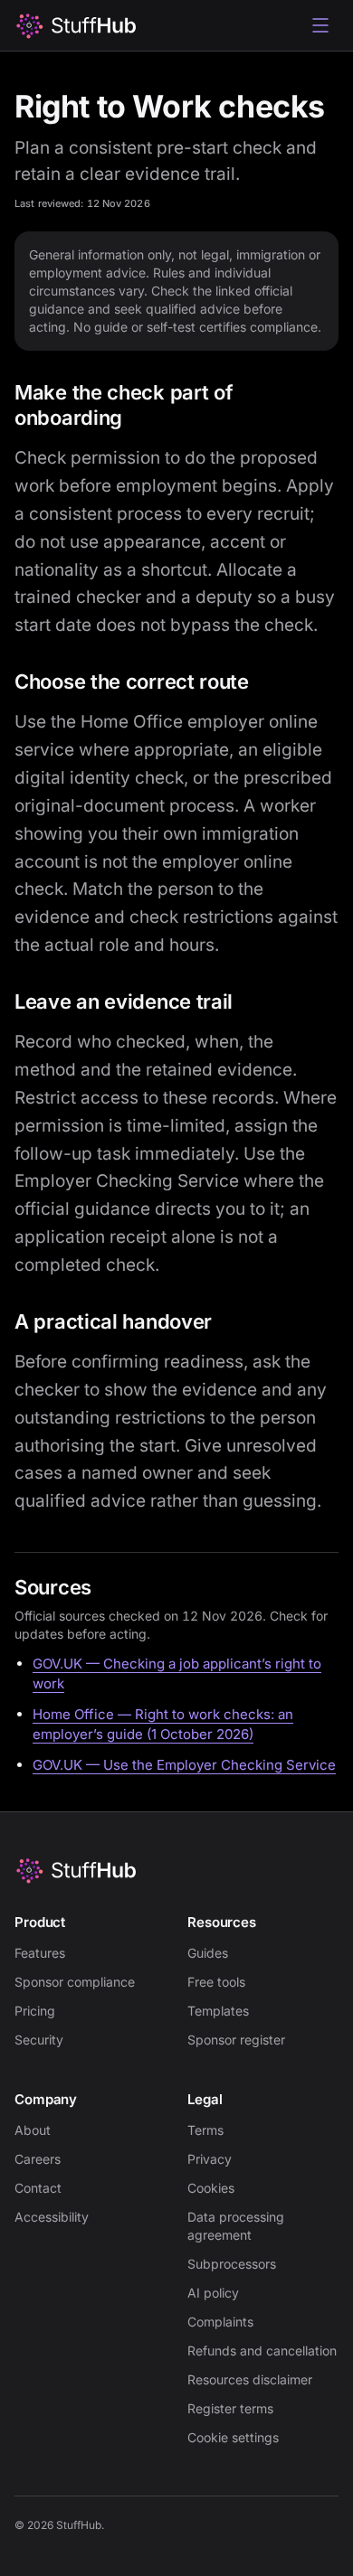 StuffHub
Right to Work checks
Plan a consistent pre-start check and
retain a clear evidence trail.
Last reviewed: 12 Nov 2026
General information only, not legal, immigration or
employment advice. Rules and individual
circumstances vary. Check the linked official
guidance and seek qualified advice before
acting. No guide or self-test certifies compliance.
Make the check part of
onboarding
Check permission to do the proposed
work before employment begins. Apply
a consistent process to every recruit;
do not use appearance, accent or
nationality as a shortcut. Allocate a
trained checker and a deputy so a busy
start date does not bypass the check.
Choose the correct route
Use the Home Office employer online
service where appropriate, an eligible
digital identity check, or the prescribed
original-document process. A worker
showing you their own immigration
account is not the employer online
check. Match the person to the
evidence and check restrictions against
the actual role and hours.
Leave an evidence trail
Record who checked, when, the
method and the retained evidence.
Restrict access to these records. Where
permission is time-limited, assign the
follow-up task immediately. Use the
Employer Checking Service where the
official guidance directs you to it; an
application receipt alone is not a
completed check.
A practical handover
Before confirming readiness, ask the
checker to show the evidence and any
outstanding restrictions to the person
authorising the start. Give unresolved
cases a named owner and seek
qualified advice rather than guessing.
Sources
Official sources checked on 12 Nov 2026. Check for
updates before acting.
• GOV.UK — Checking a job applicant’s right to
work
• Home Office — Right to work checks: an
employer’s guide (1 October 2026)
• GOV.UK — Use the Employer Checking Service
StuffHub
Product
Features
Sponsor compliance
Pricing
Security
Resources
Guides
Free tools
Templates
Sponsor register
Company
About
Careers
Contact
Accessibility
Legal
Terms
Privacy
Cookies
Data processing
agreement
Subprocessors
AI policy
Complaints
Refunds and cancellation
Resources disclaimer
Register terms
Cookie settings
© 2026 StuffHub.